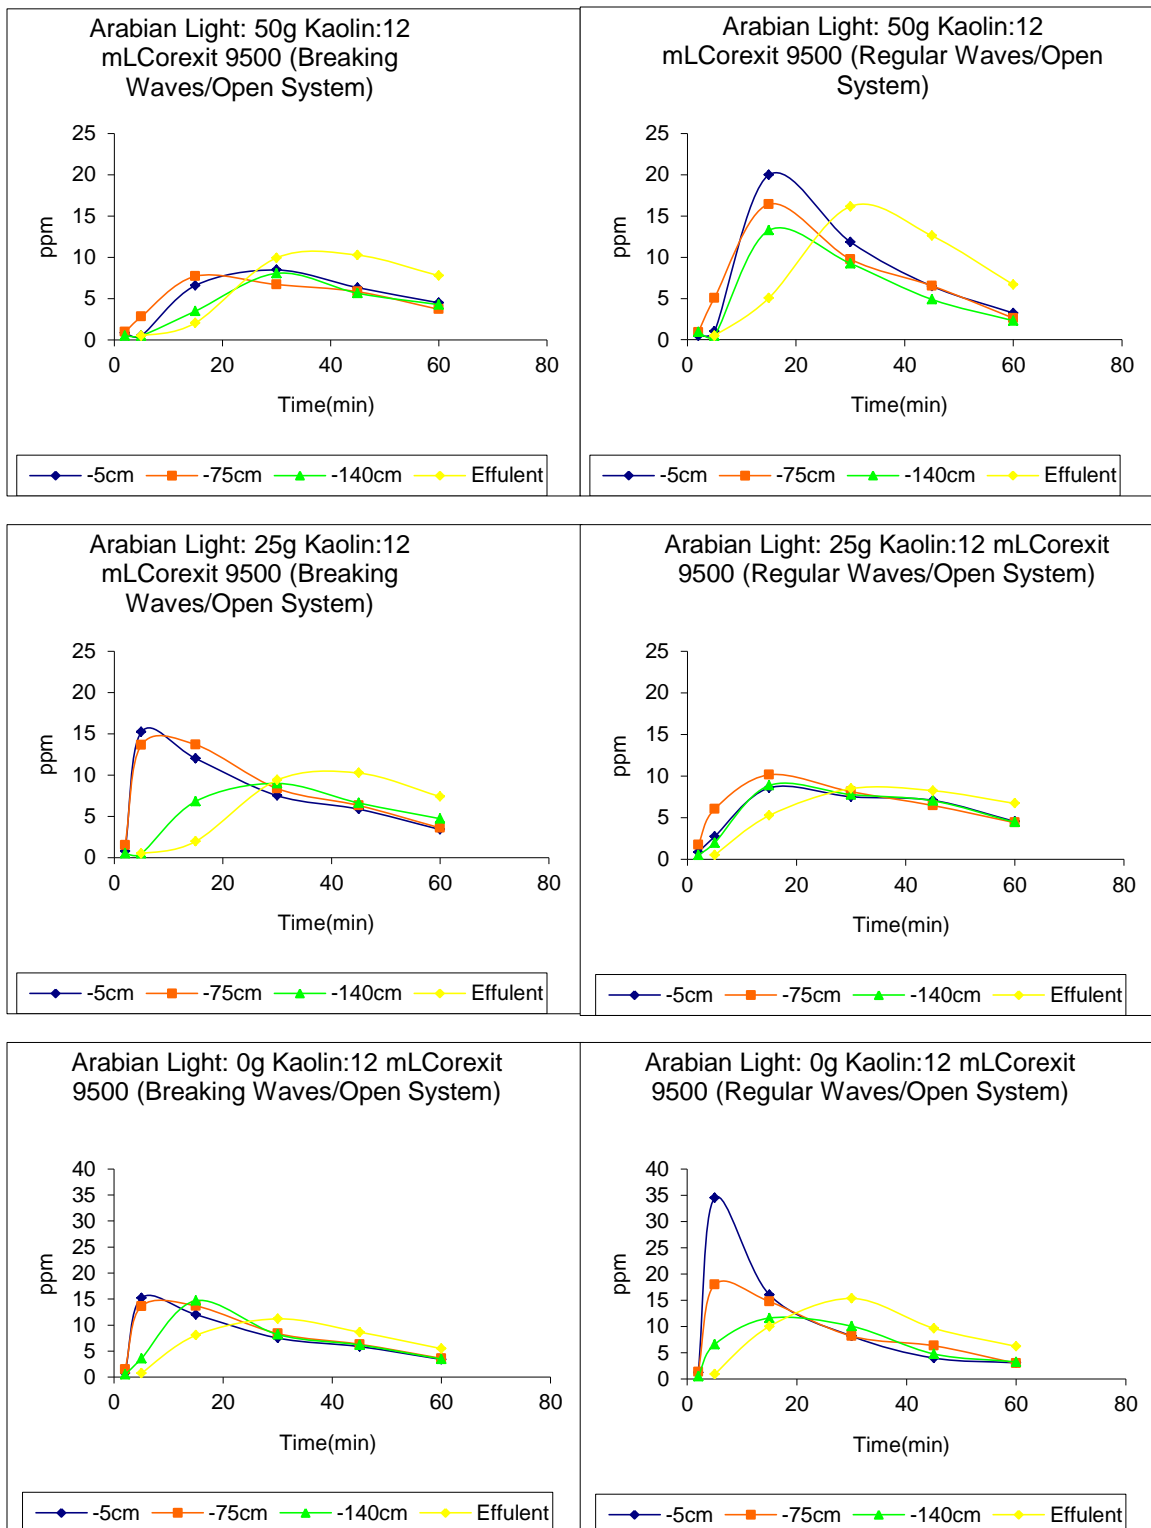 Arabian Light: 50g Kaolin:12
mLCorexit 9500 (Breaking
Waves/Open System)
25
20
15
10
5
0
ppm
0 20 40 60 80
Time(min)
-5cm -75cm -140cm Effulent
Arabian Light: 50g Kaolin:12
mLCorexit 9500 (Regular Waves/Open
System)
25
20
15
10
5
0
ppm
0 20 40 60 80
Time(min)
-5cm -75cm -140cm Effulent
Arabian Light: 25g Kaolin:12
mLCorexit 9500 (Breaking
Waves/Open System)
25
20
15
10
5
0
ppm
0 20 40 60 80
Time(min)
-5cm -75cm -140cm Effulent
Arabian Light: 25g Kaolin:12 mLCorexit
9500 (Regular Waves/Open System)
25
20
15
10
5
0
ppm
0 20 40 60 80
Time(min)
-5cm -75cm -140cm Effulent
Arabian Light: 0g Kaolin:12 mLCorexit
9500 (Breaking Waves/Open System)
40
35
30
25
20
15
10
5
0
ppm
0 20 40 60 80
Time(min)
-5cm -75cm -140cm Effulent
Arabian Light: 0g Kaolin:12 mLCorexit
9500 (Regular Waves/Open System)
40
35
30
25
20
15
10
5
0
ppm
0 20 40 60 80
Time(min)
-5cm -75cm -140cm Effulent